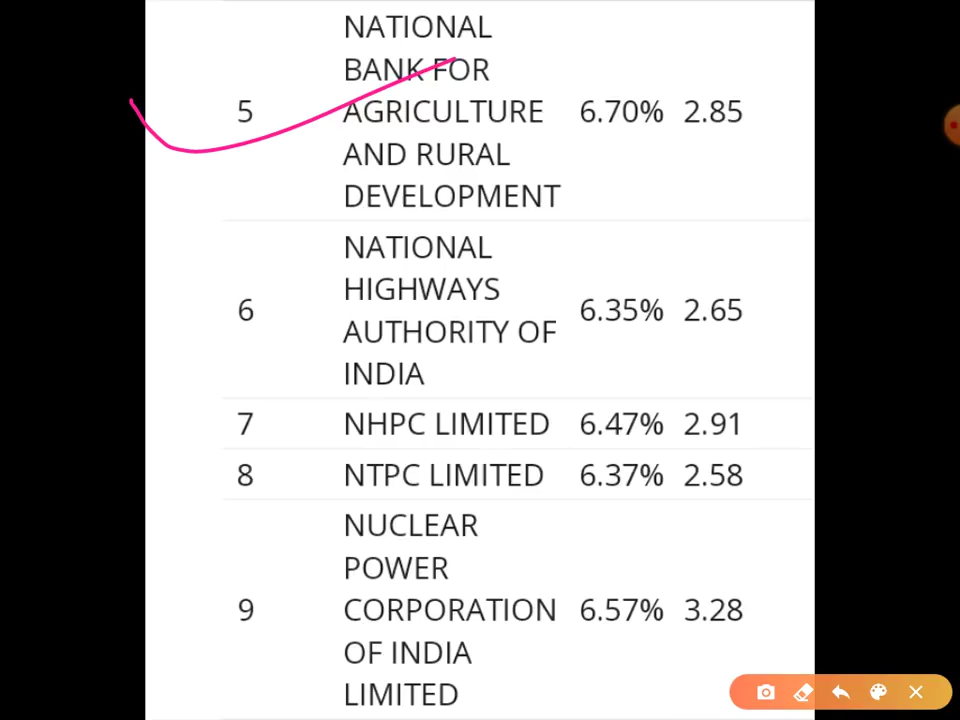 NATIONAL
BANK FOR
5 AGRICULTURE 6.70% 2.85
AND RURAL
DEVELOPMENT
NATIONAL
HIGHWAYS
6 AUTHORITY OF 6.35% 2.65
INDIA
7 NHPC LIMITED 6.47% 2.91
8 NTPC LIMITED 6.37% 2.58
NUCLEAR
POWER
9 CORPORATION 6.57% 3.28
OF INDIA
LIMITED